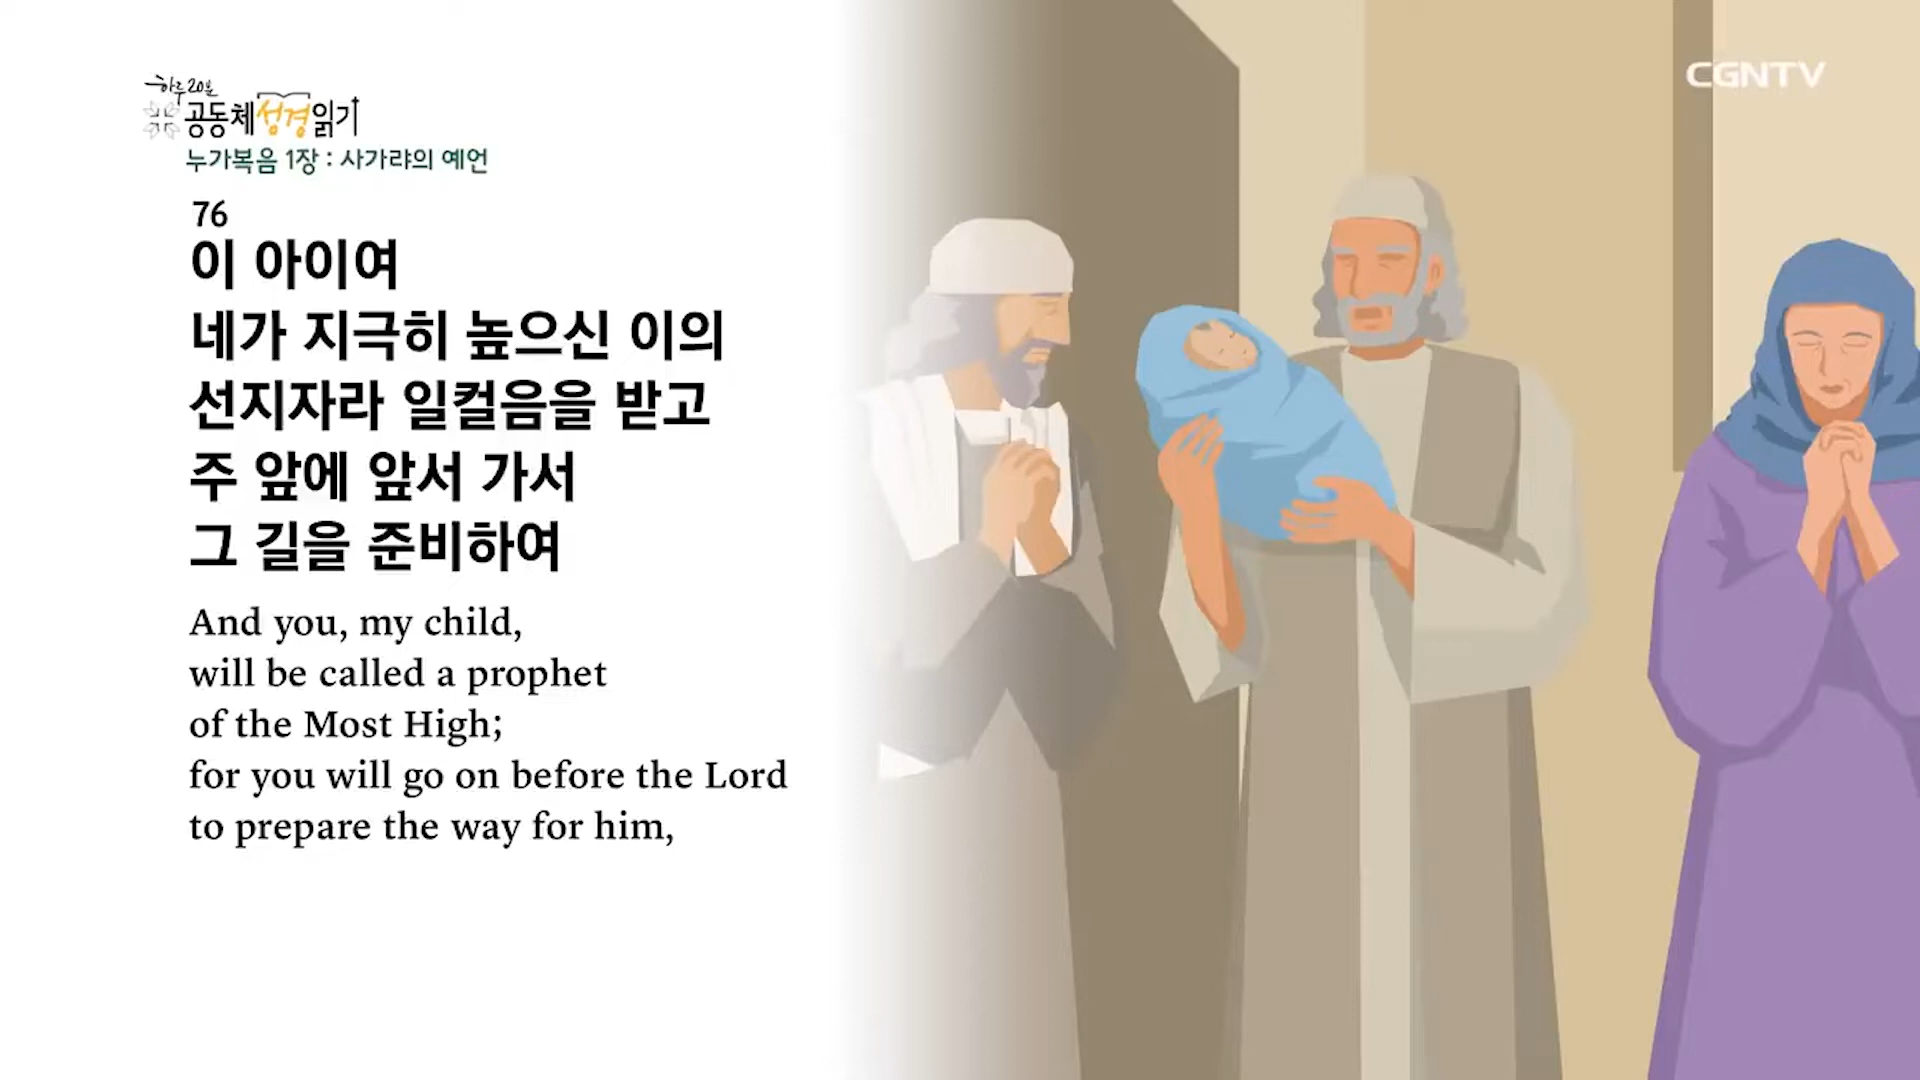 하루 20분
공동체성경읽기
누가복음 1장 : 사가랴의 예언
CGNTV
76
이 아이여
네가 지극히 높으신 이의
선지자라 일컬음을 받고
주 앞에 앞서 가서
그 길을 준비하여
And you, my child,
will be called a prophet
of the Most High;
for you will go on before the Lord
to prepare the way for him,